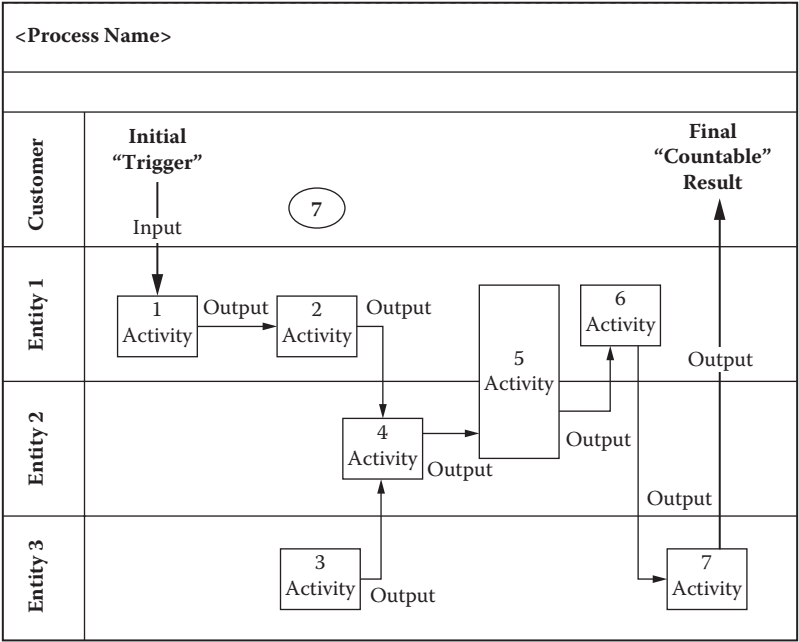 <Process Name>
Customer
Initial
“Trigger”
Input
7
Final
“Countable”
Result
Entity 1
1
Activity
Output
2
Activity
Output
5
Activity
6
Activity
Output
Entity 2
4
Activity
Output
Output
Output
Entity 3
3
Activity
Output
7
Activity